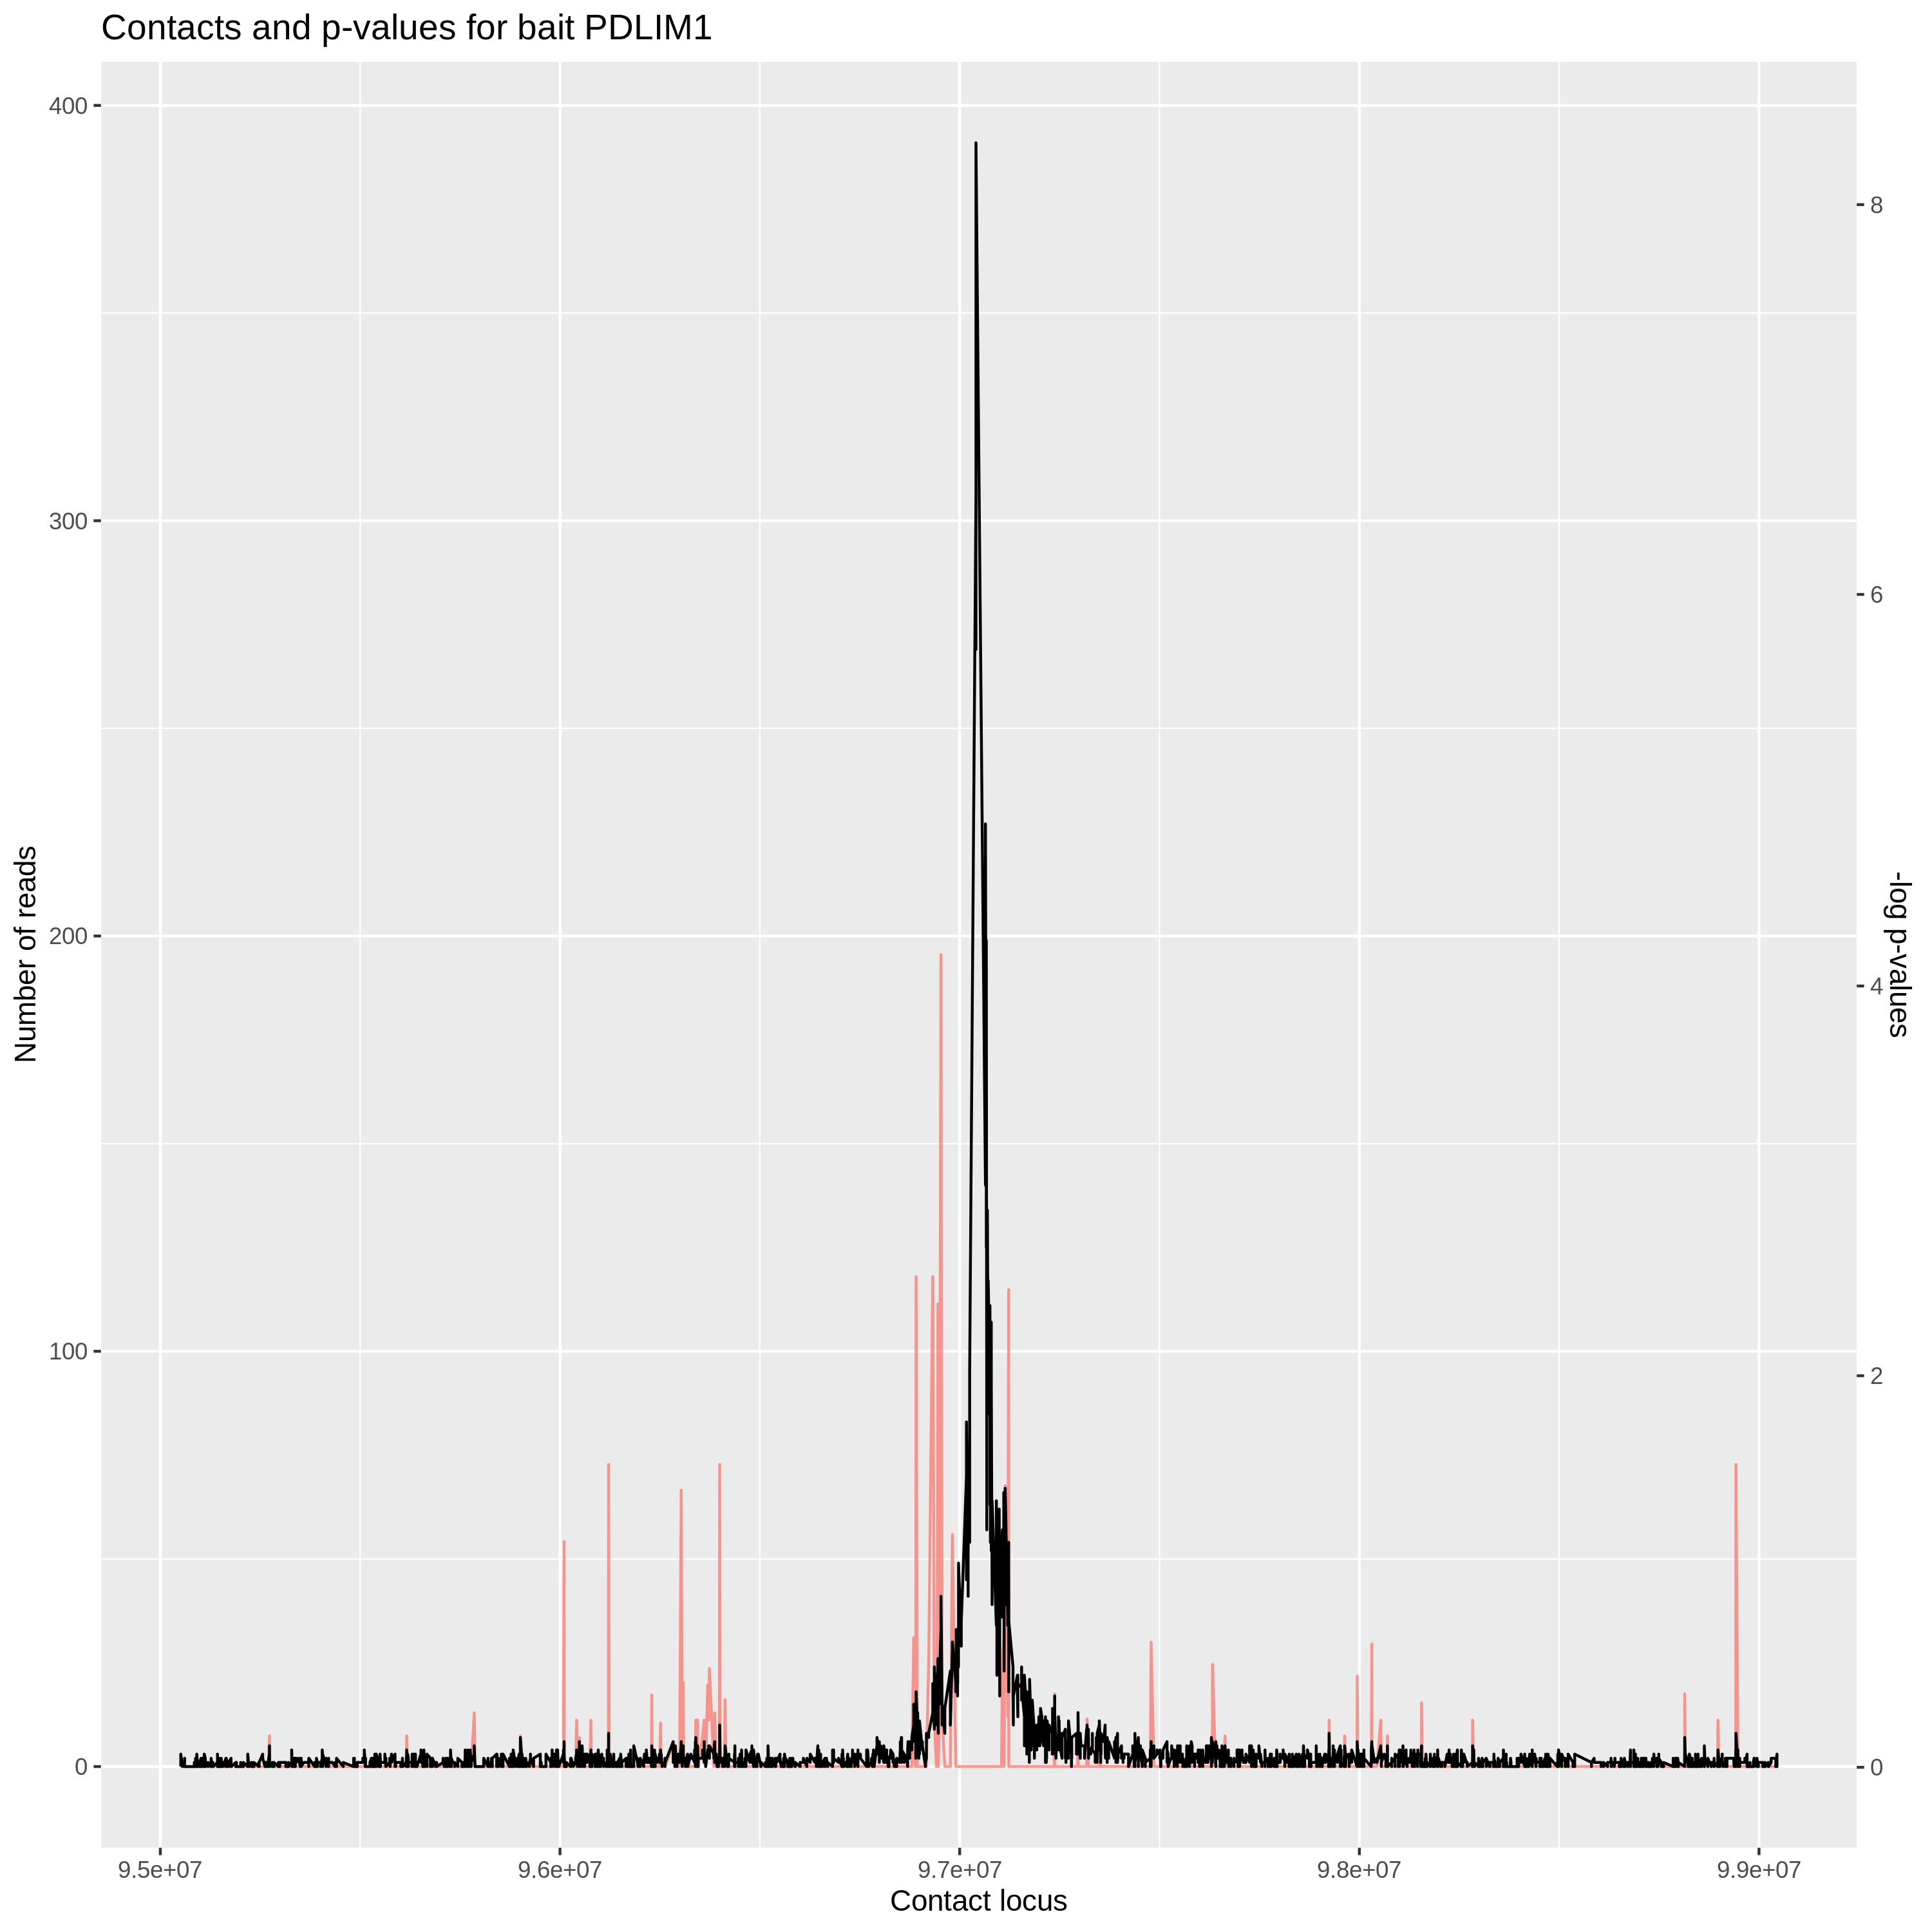 Contacts and p-values for bait PDLIM1
400
300
200
100
0
Number of reads
8
6
4
2
0
-log p-values
9.5e+07
9.6e+07
9.7e+07
9.8e+07
9.9e+07
Contact locus